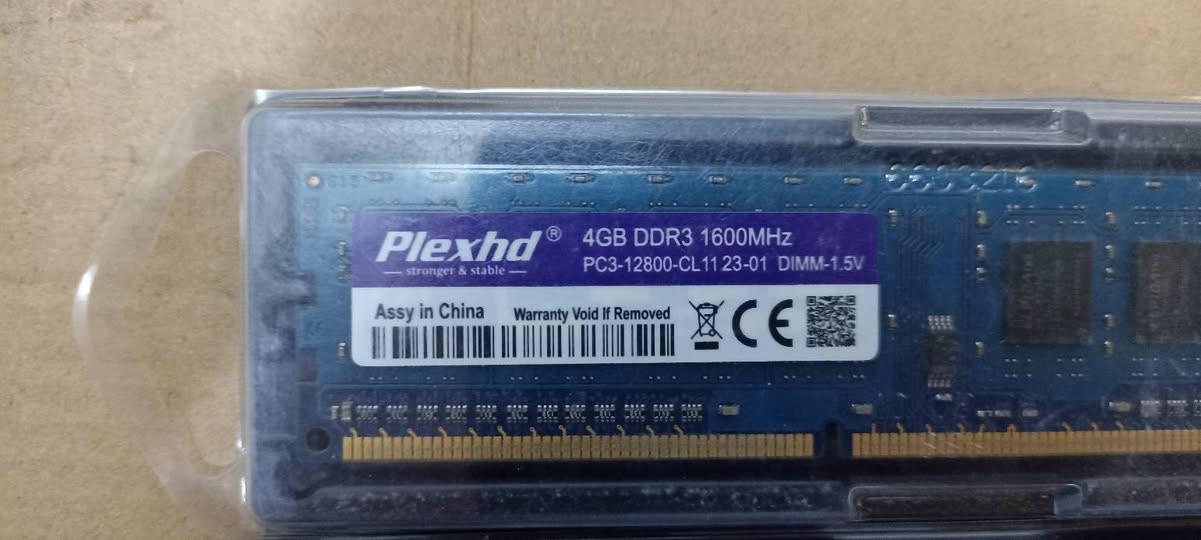 Plexhd®
stronger & stable
4GB DDR3 1600MHz
PC3-12800-CL11 23-01 DIMM-1.5V
Assy in China
Warranty Void If Removed
CE